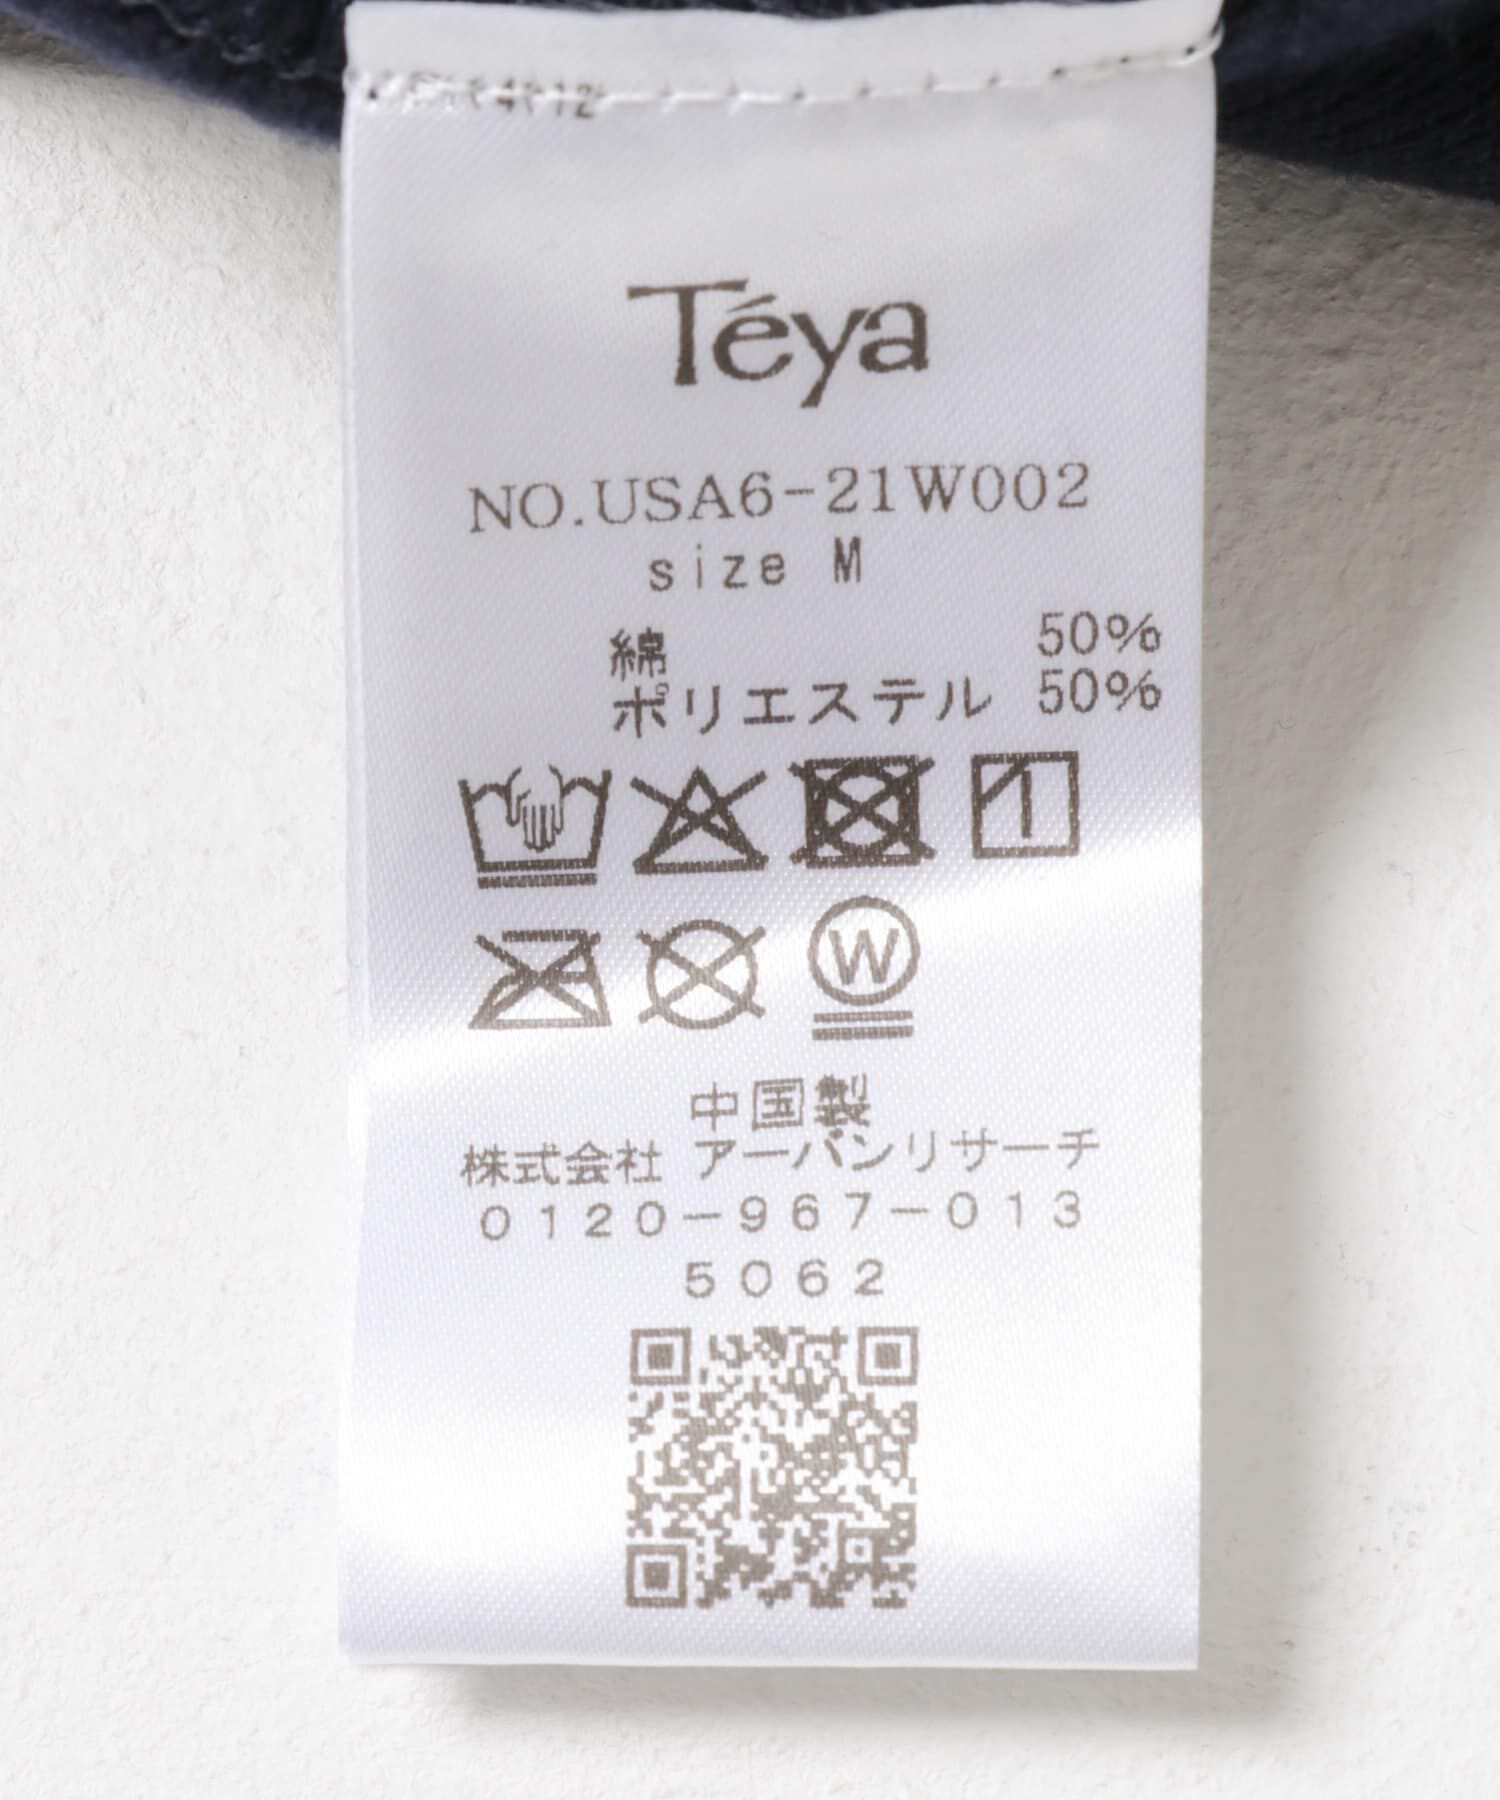 Téya
NO.USA6-21W002
size M
綿 50%
ポリエステル 50%
W
中国製
株式会社 アーバンリサーチ
0120-967-013
5062